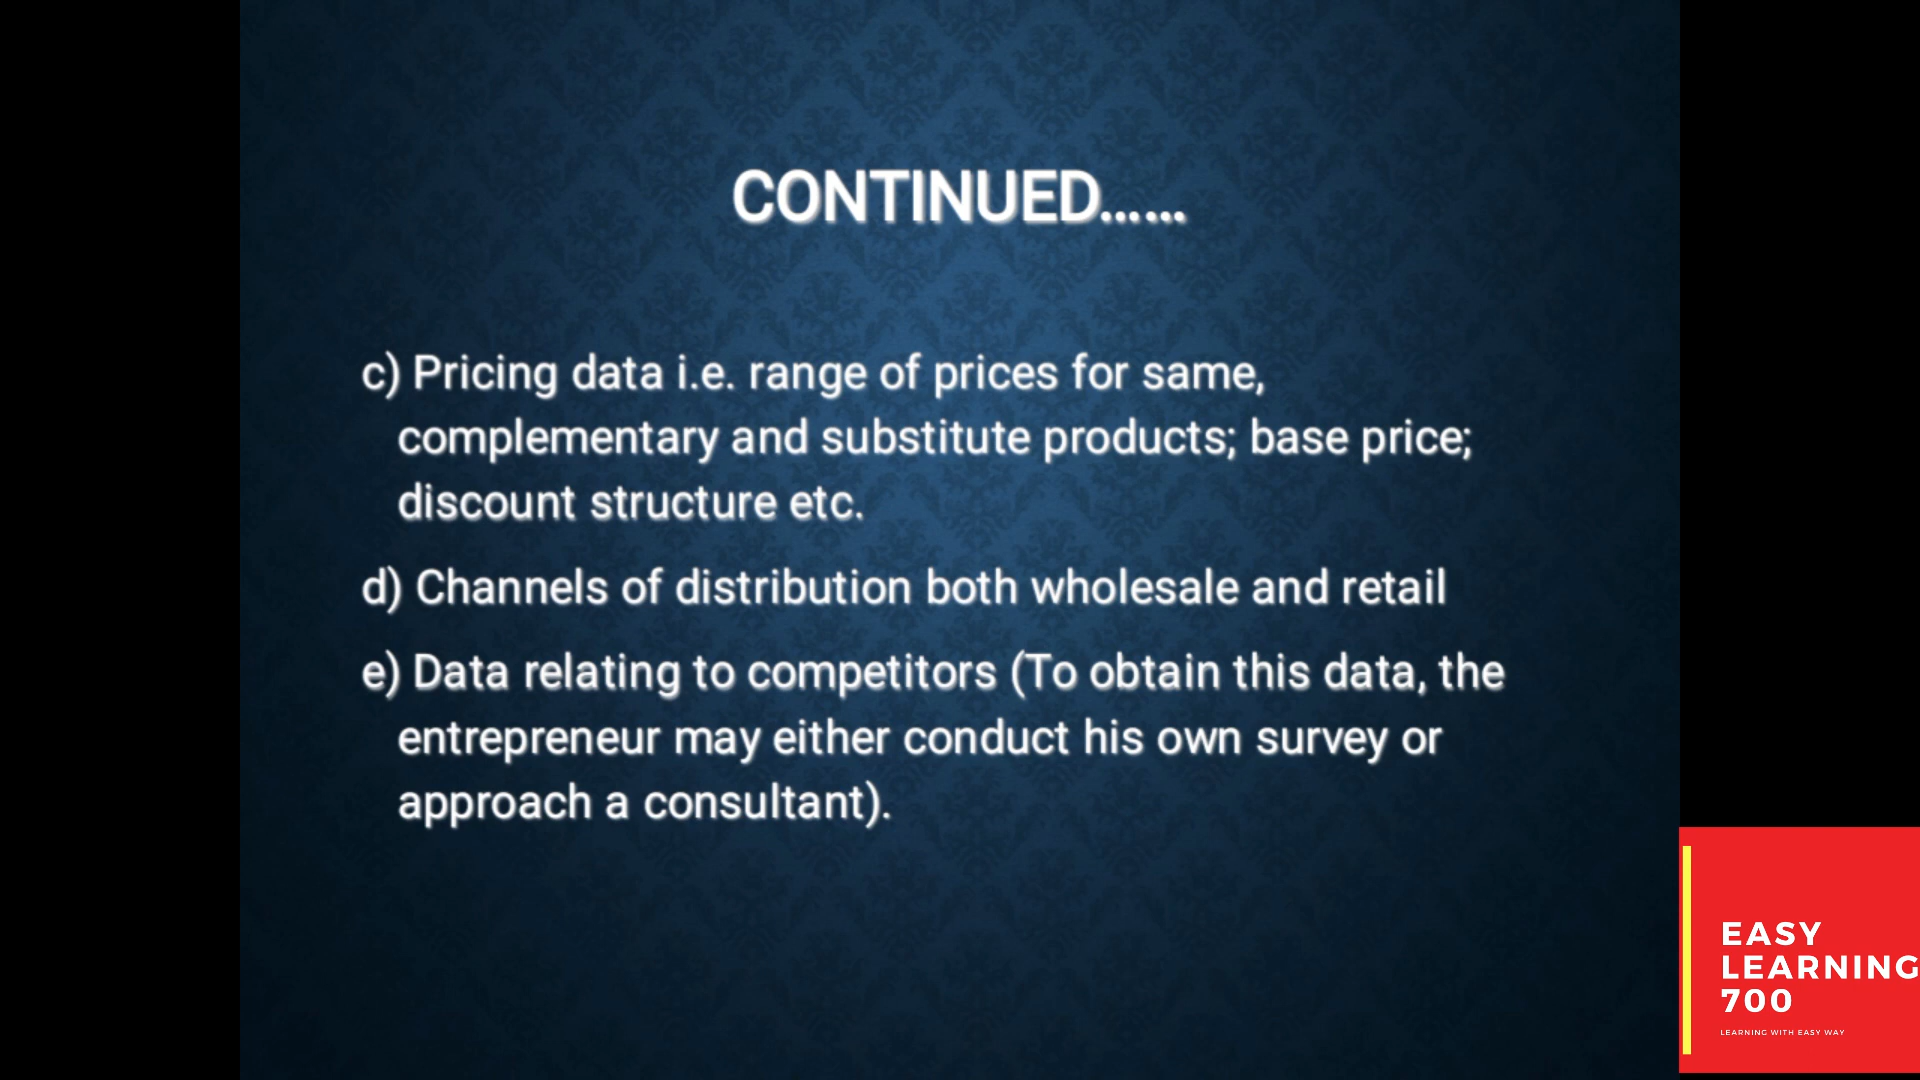 CONTINUED......
c) Pricing data i.e. range of prices for same,
complementary and substitute products; base price;
discount structure etc.
d) Channels of distribution both wholesale and retail
e) Data relating to competitors (To obtain this data, the
entrepreneur may either conduct his own survey or
approach a consultant).
EASY
LEARNING
700
LEARNING WITH EASY WAY